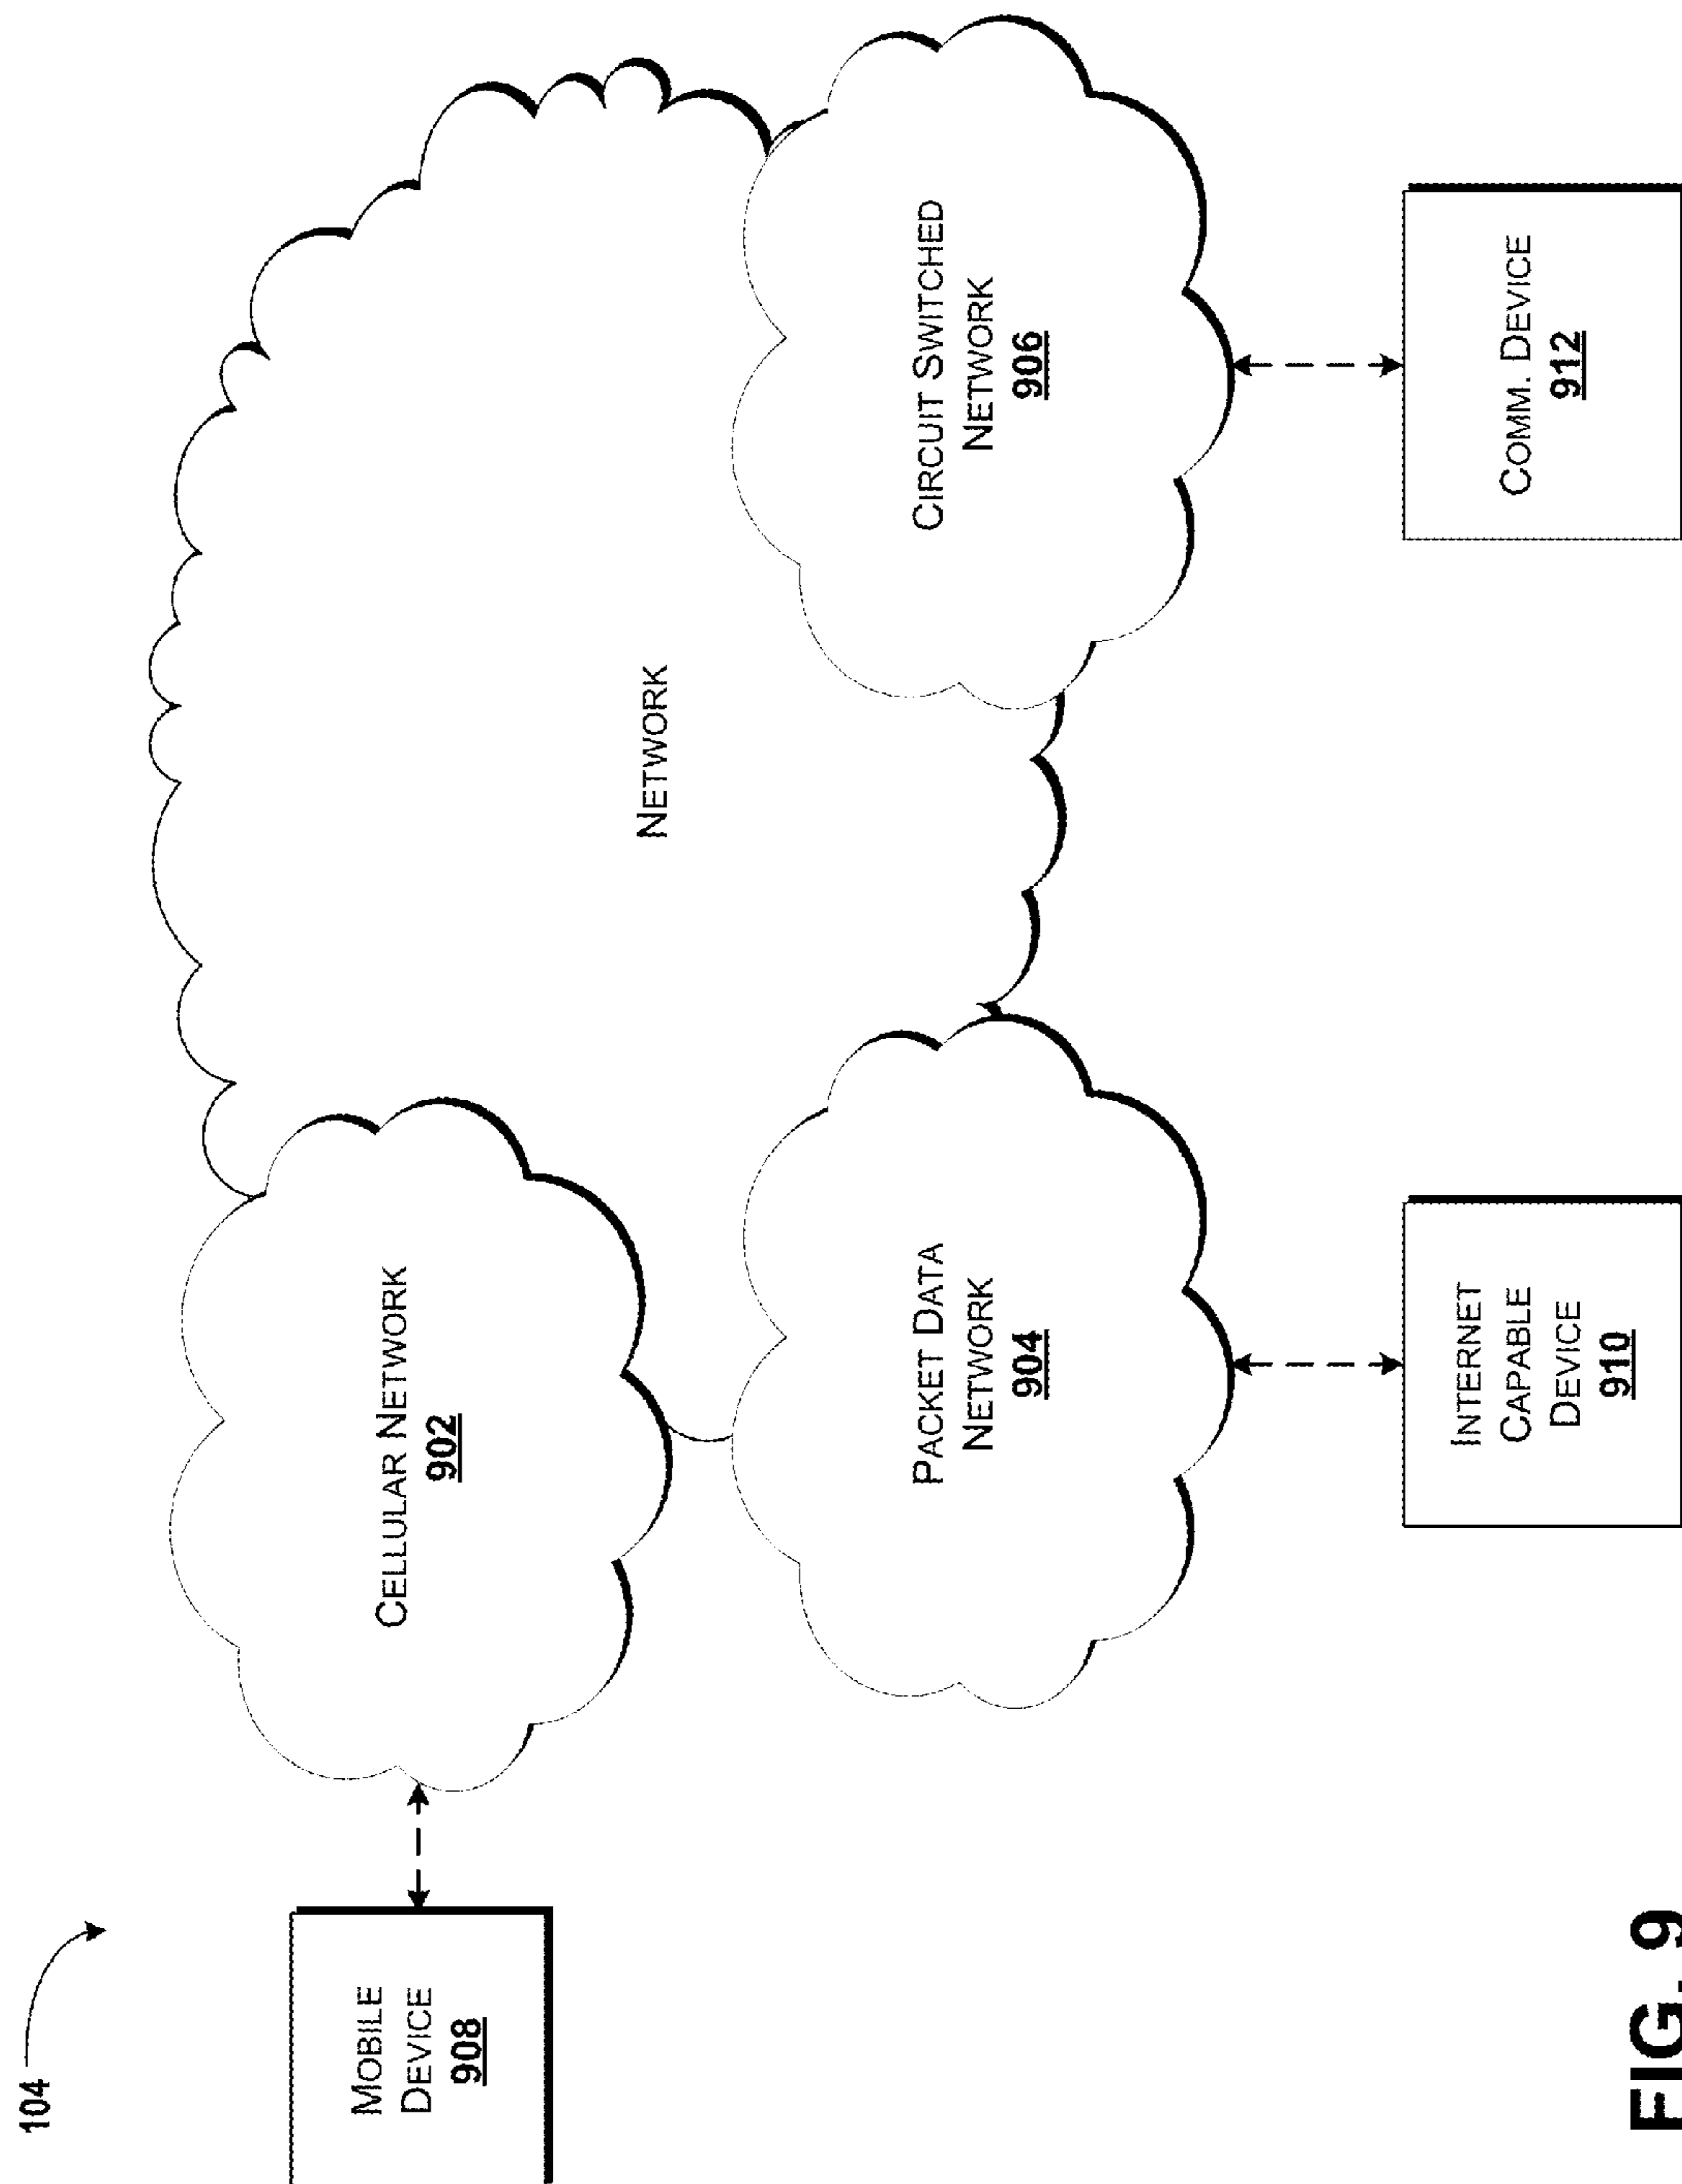 104
MOBILE
DEVICE
908
CELLULAR NETWORK
902
NETWORK
PACKET DATA
NETWORK
904
CIRCUIT SWITCHED
NETWORK
906
INTERNET
CAPABLE
DEVICE
910
COMM. DEVICE
912
FIG. 9